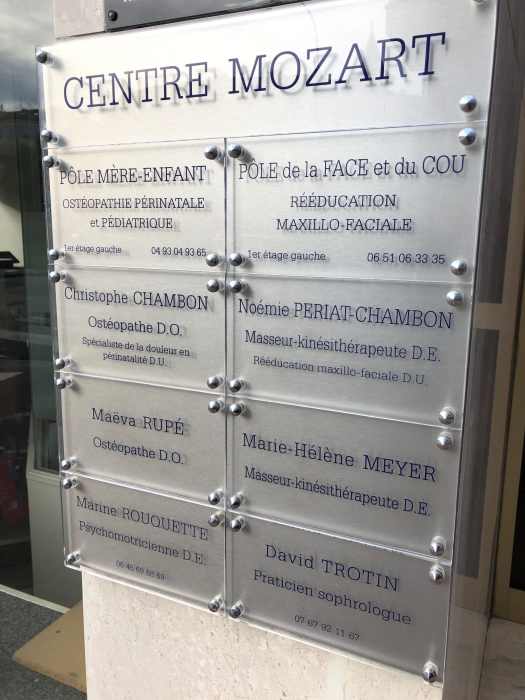 CENTRE MOZART
PÔLE MÈRE-ENFANT
OSTÉOPATHIE PÉRINATALE
et PÉDIATRIQUE
1er étage gauche 04 93 04 93 65
PÔLE de la FACE et du COU
RÉÉDUCATION
MAXILLO-FACIALE
1er étage gauche 06 51 06 33 35
Christophe CHAMBON
Ostéopathe D.O.
Spécialiste de la douleur en
périnatalité D.U.
Noémie PERIAT-CHAMBON
Masseur-kinésithérapeute D.E.
Rééducation maxillo-faciale D.U.
Maëva RUPÉ
Ostéopathe D.O.
Marie-Hélène MEYER
Masseur-kinésithérapeute D.E.
Marine ROUQUETTE
Psychomotricienne D.E.
David TROTIN
Praticien sophrologue
07 67 92 11 67